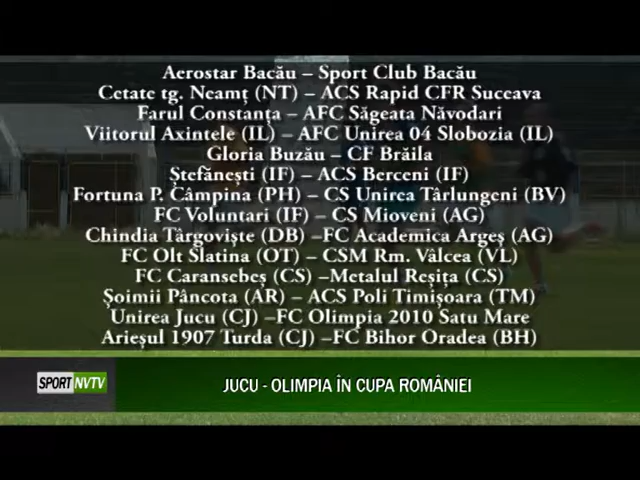 Aerostar Bacău – Sport Club Bacău
Cetate tg. Neamț (NT) – ACS Rapid CFR Suceava
Farul Constanța – AFC Săgeata Năvodari
Viitorul Axintele (IL) – AFC Unirea 04 Slobozia (IL)
Gloria Buzău – CF Brăila
Ștefănești (IF) – ACS Berceni (IF)
Fortuna P. Câmpina (PH) – CS Unirea Tărlungeni (BV)
FC Voluntari (IF) – CS Mioveni (AG)
Chindia Târgoviște (DB) –FC Academica Argeș (AG)
FC Olt Slatina (OT) – CSM Rm. Vâlcea (VL)
FC Caransebeș (CS) –Metalul Reșița (CS)
Șoimii Pâncota (AR) – ACS Poli Timișoara (TM)
Unirea Jucu (CJ) –FC Olimpia 2010 Satu Mare
Arieșul 1907 Turda (CJ) –FC Bihor Oradea (BH)
SPORT NVTV
JUCU - OLIMPIA ÎN CUPA ROMÂNIEI